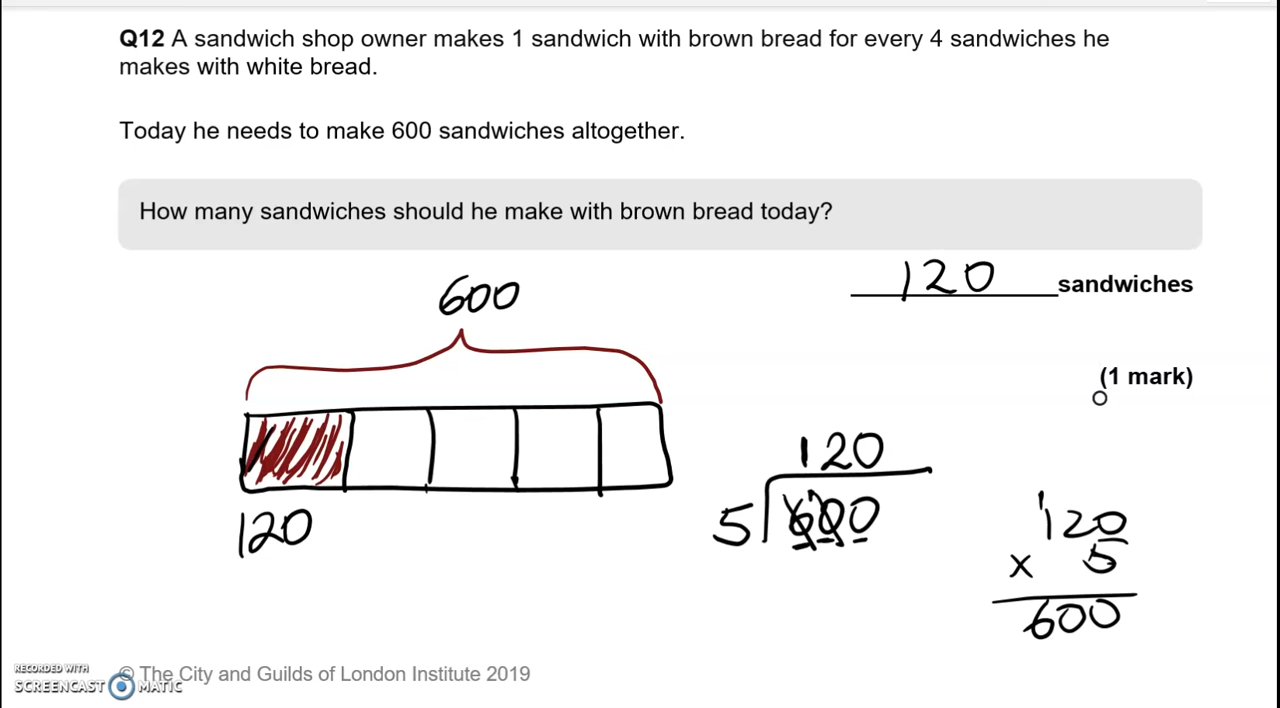 Q12 A sandwich shop owner makes 1 sandwich with brown bread for every 4 sandwiches he
makes with white bread.
Today he needs to make 600 sandwiches altogether.
How many sandwiches should he make with brown bread today?
120 sandwiches
600
(1 mark)
120
5 600
120
120
x 5
600
RECORDED WITH
SCREENCAST MATIC
© The City and Guilds of London Institute 2019